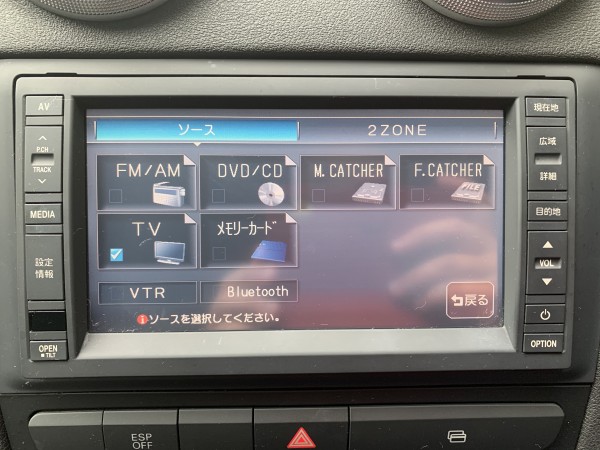 AV
P.CH
TRACK
MEDIA
設定
情報
OPEN
■ TILT
ソース
2ZONE
FM/AM
DVD/CD
M.CATCHER
F.CATCHER
FILE
TV
メモリーカード
VTR
Bluetooth
ソースを選択してください。
戻る
現在地
広域
詳細
目的地
VOL
OPTION
ESP
OFF